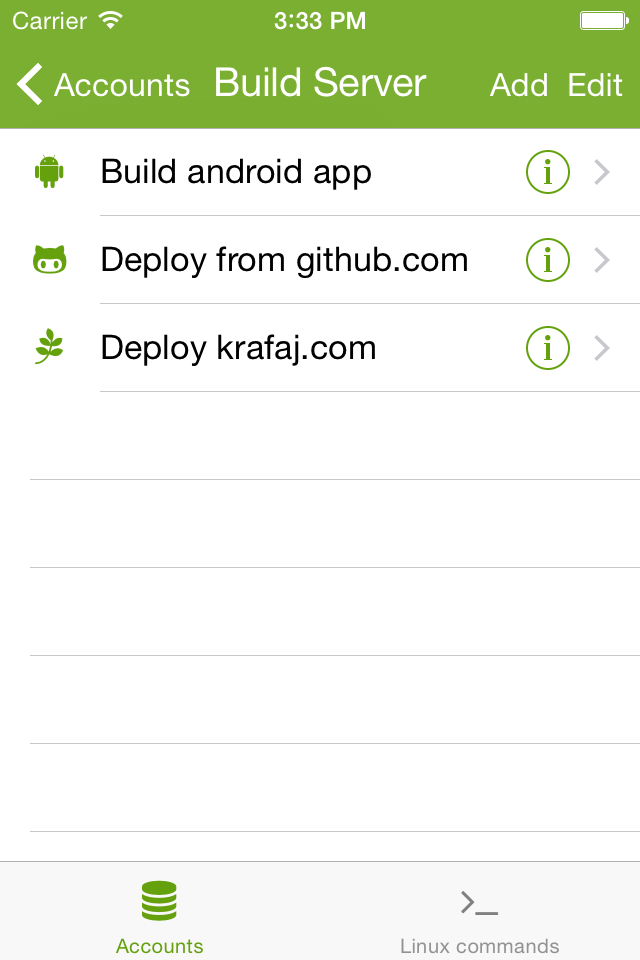 Carrier 3:33 PM
Accounts Build Server Add Edit
Build android app
Deploy from github.com
Deploy krafaj.com
Accounts Linux commands